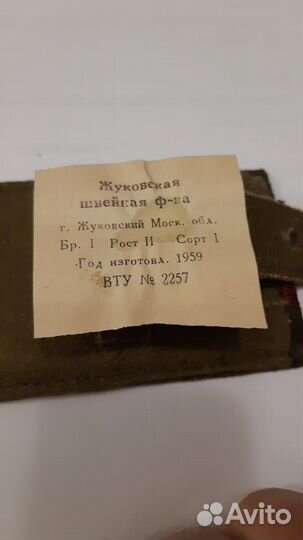 Жуковская
швейная ф-ка
г. Жуковский Моск. обл.
Бр. 1 Рост II Сорт 1
Год изготовл. 1959
ВТУ № 2257
Avito